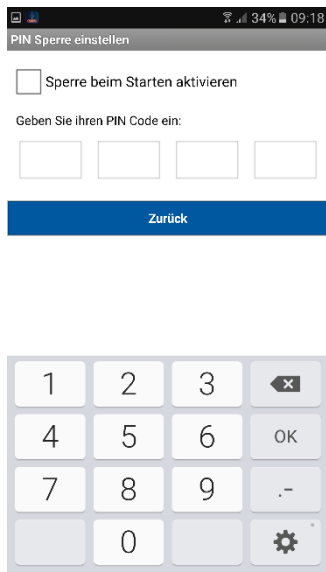 34% 09:18
PIN Sperre einstellen
Sperre beim Starten aktivieren
Geben Sie ihren PIN Code ein:
Zurück
1 2 3
4 5 6 OK
7 8 9 .-
0